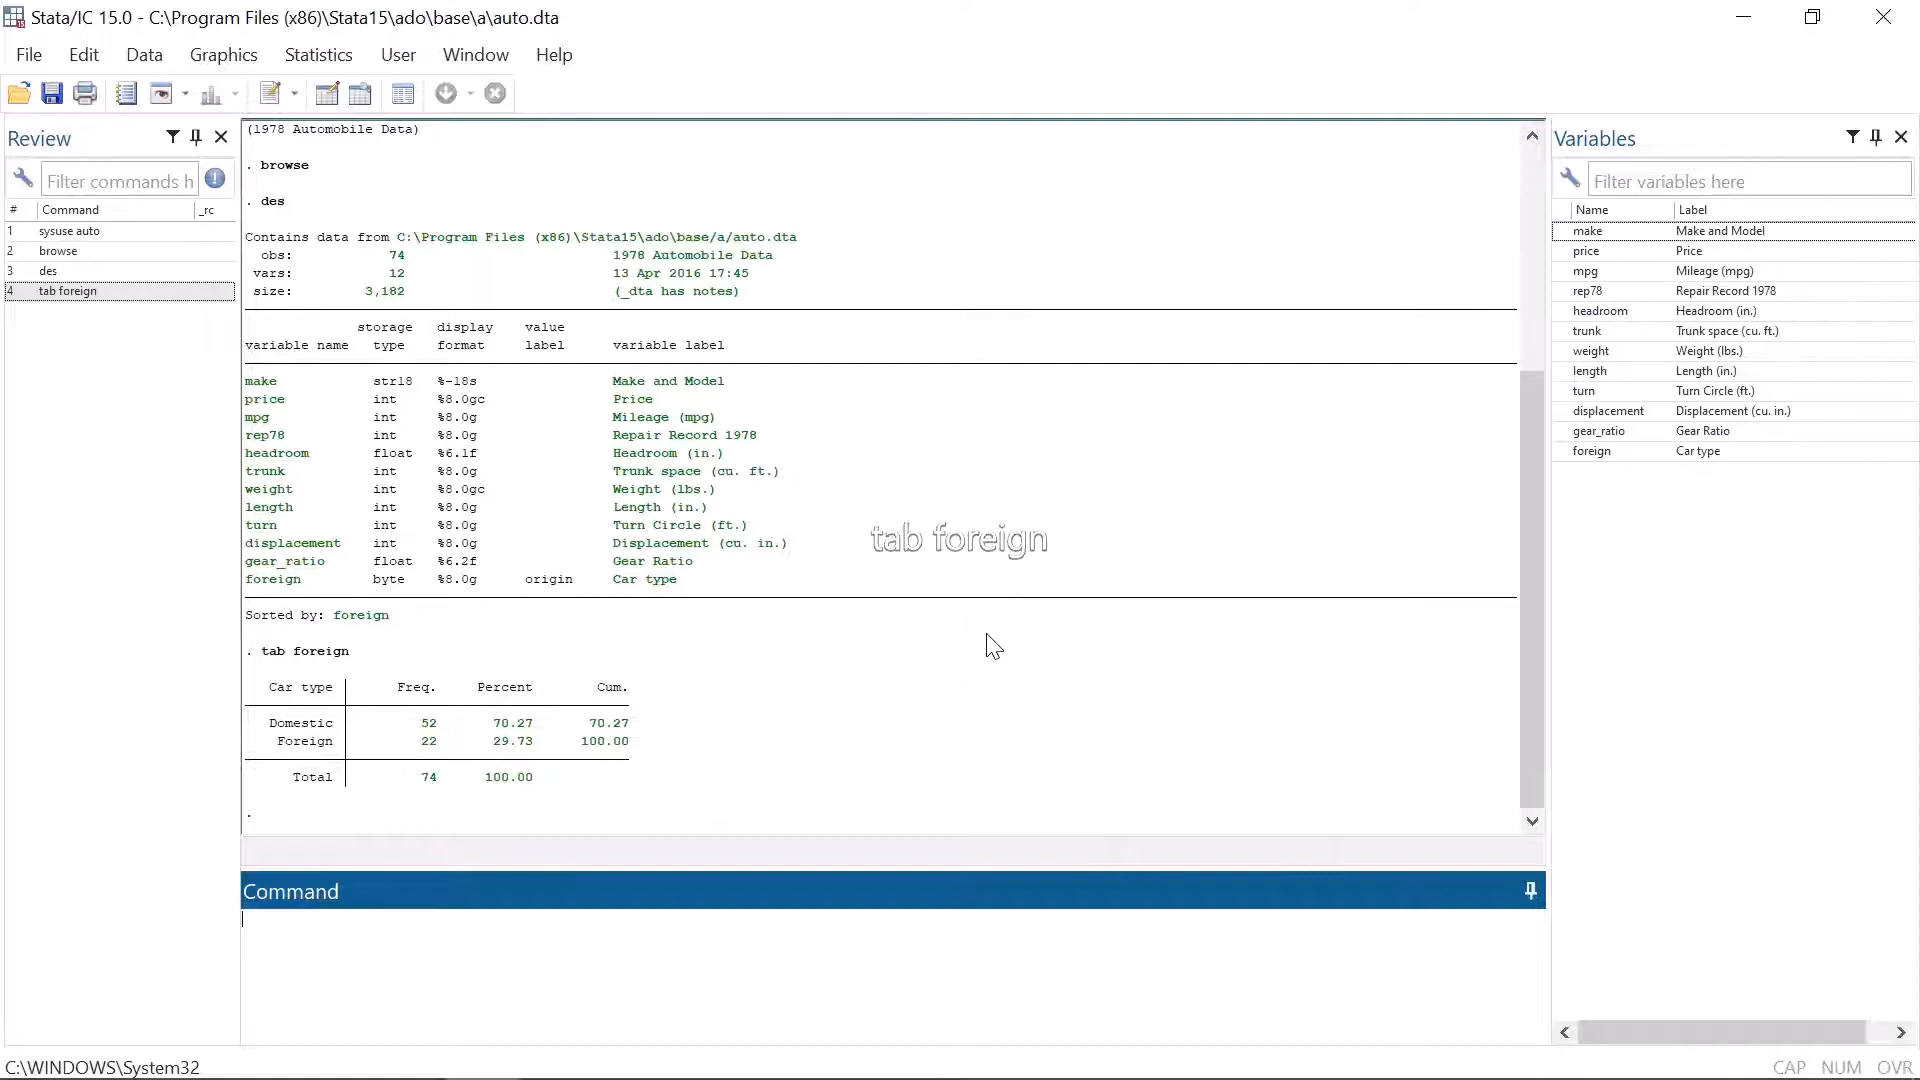 Stata/IC 15.0 - C:\Program Files (x86)\Stata15\ado\base\a\auto.dta
File Edit Data Graphics Statistics User Window Help
Review
Filter commands h
# Command _rc
1 sysuse auto
2 browse
3 des
4 tab foreign
(1978 Automobile Data)
. browse
. des
Contains data from C:\Program Files (x86)\Stata15\ado\base/a/auto.dta
obs: 74 1978 Automobile Data
vars: 12 13 Apr 2016 17:45
size: 3,182 (_dta has notes)
storage display value
variable name type format label variable label
make str18 %-18s Make and Model
price int %8.0gc Price
mpg int %8.0g Mileage (mpg)
rep78 int %8.0g Repair Record 1978
headroom float %6.1f Headroom (in.)
trunk int %8.0g Trunk space (cu. ft.)
weight int %8.0gc Weight (lbs.)
length int %8.0g Length (in.)
turn int %8.0g Turn Circle (ft.)
displacement int %8.0g Displacement (cu. in.)
gear_ratio float %6.2f Gear Ratio
foreign byte %8.0g origin Car type
Sorted by: foreign
. tab foreign
Car type Freq. Percent Cum.
Domestic 52 70.27 70.27
Foreign 22 29.73 100.00
Total 74 100.00
.
tab foreign
Command
Variables
Filter variables here
Name Label
make Make and Model
price Price
mpg Mileage (mpg)
rep78 Repair Record 1978
headroom Headroom (in.)
trunk Trunk space (cu. ft.)
weight Weight (lbs.)
length Length (in.)
turn Turn Circle (ft.)
displacement Displacement (cu. in.)
gear_ratio Gear Ratio
foreign Car type
C:\WINDOWS\System32
CAP NUM OVR